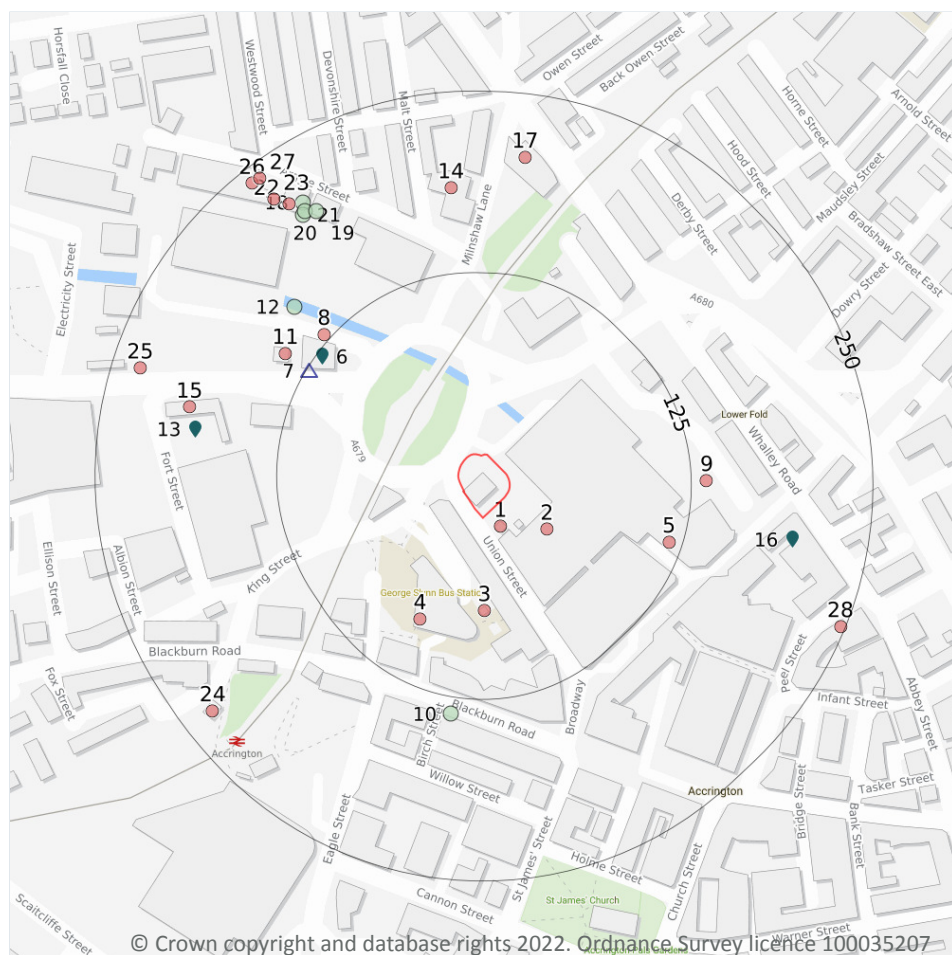 Horsfall Close
Westwood Street
Devonshire Street
Malt Street
Owen Street
Back Owen Street
Horne Street
Arnold Street
Hood Street
Maudsley Street
Bradshaw Street East
Derby Street
Dowry Street
Milnshaw Lane
Electricity Street
A680
17
14
27
26
22
23
18
Street
21
20
19
12
8
11
6
7
25
15
13
250
125
Lower Fold
Whalley Road
A679
Fort Street
9
1
2
5
16
King Street
Union Street
Albion Street
Ellison Street
4
3
28
Blackburn Road
Peel Street
Fox Street
24
Accrington
10
Blackburn Road
Broadway
Birch Street
Infant Street
Abbey Street
Willow Street
Accrington
Tasker Street
Bridge Street
Bank Street
Eagle Street
St James' Street
Holme Street
Church Street
Cannon Street
St James' Church
Scaitcliffe Street
Warner Street
© Crown copyright and database rights 2022. Ordnance Survey licence 100035207